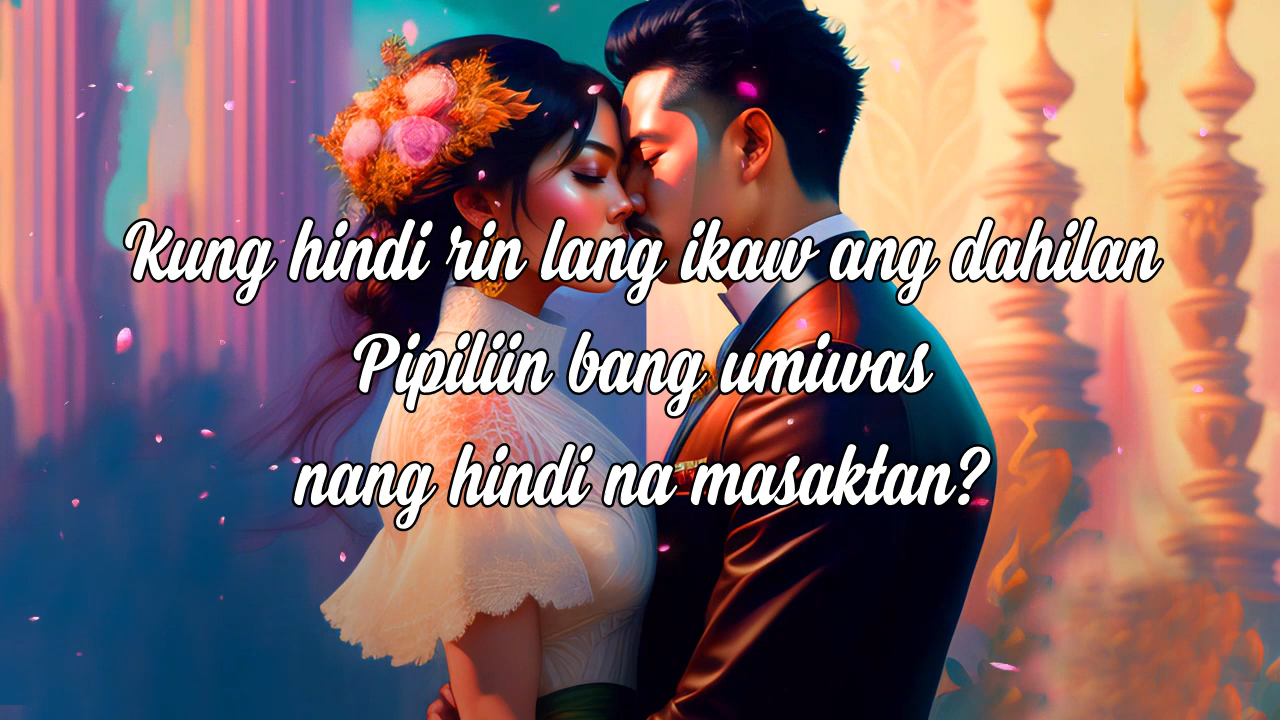 Kung hindi rin lang ikaw ang dahilan
Pipiliin bang umiwas
nang hindi na masaktan?